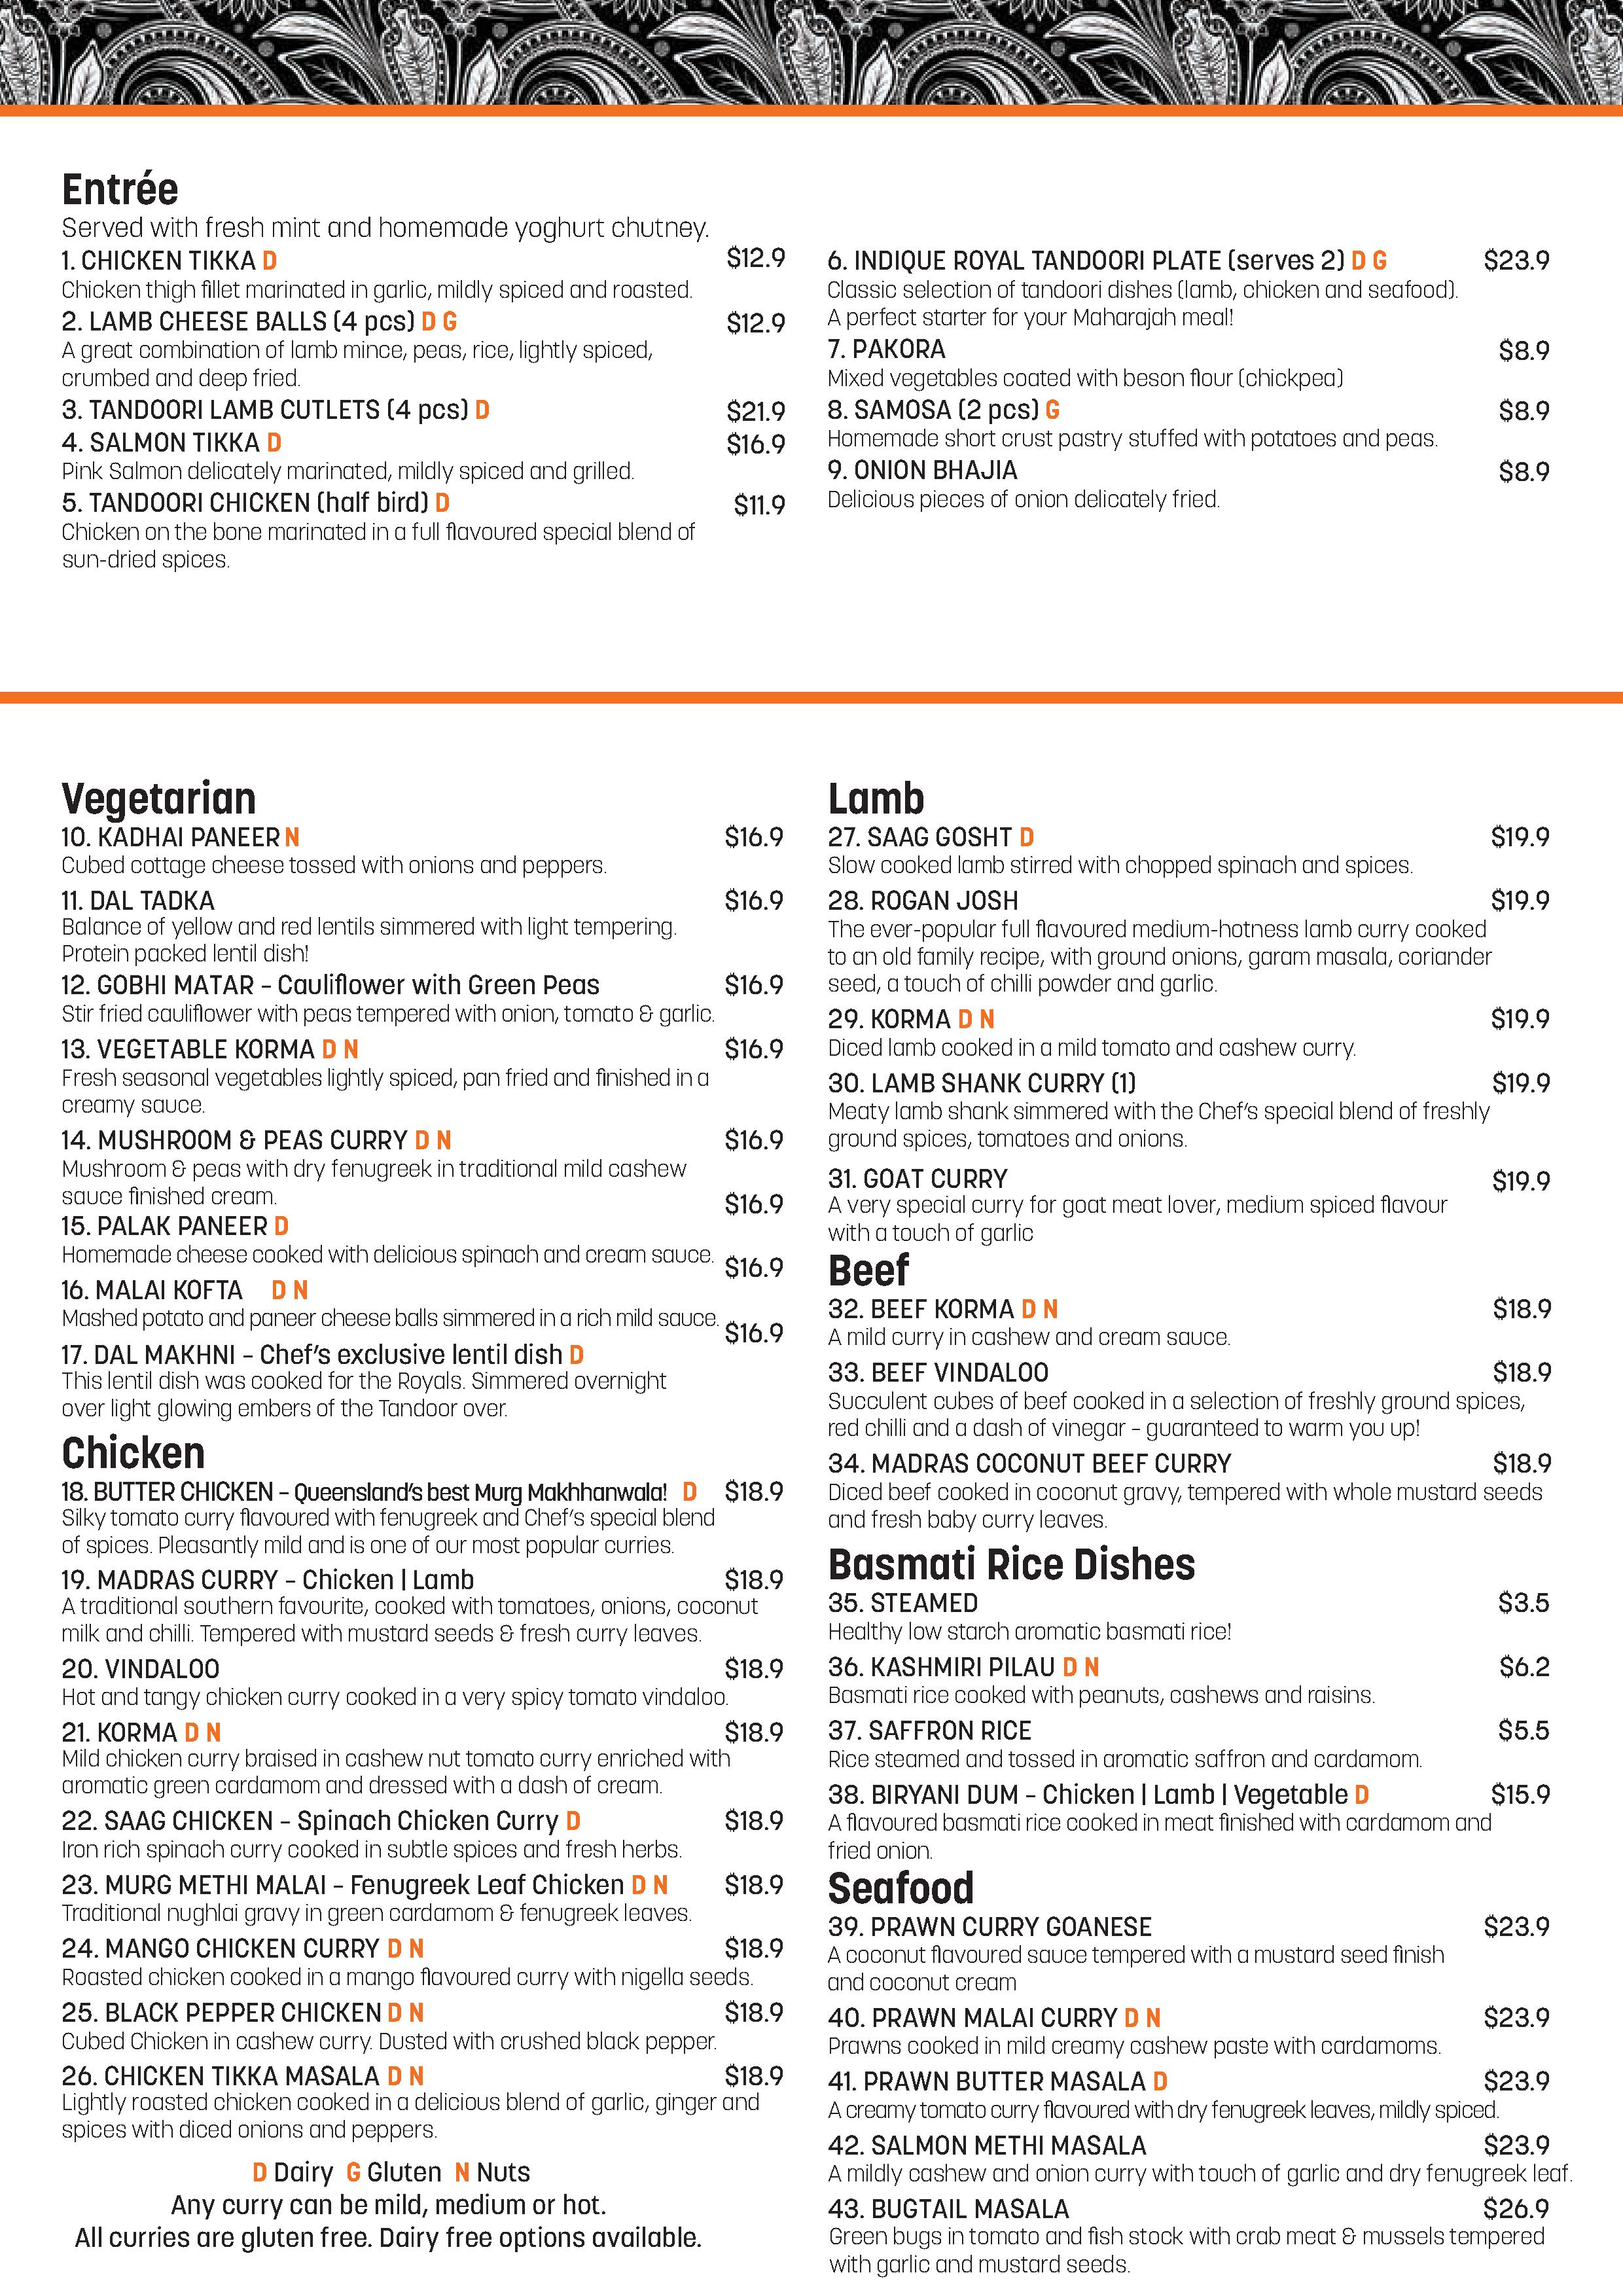 Entrée
Served with fresh mint and homemade yoghurt chutney.
1. CHICKEN TIKKA D $12.9
Chicken thigh fillet marinated in garlic, mildly spiced and roasted.
2. LAMB CHEESE BALLS (4 pcs) D G $12.9
A great combination of lamb mince, peas, rice, lightly spiced,
crumbed and deep fried.
3. TANDOORI LAMB CUTLETS (4 pcs) D $21.9
4. SALMON TIKKA D $16.9
Pink Salmon delicately marinated, mildly spiced and grilled.
5. TANDOORI CHICKEN (half bird) D $11.9
Chicken on the bone marinated in a full flavoured special blend of
sun-dried spices.
6. INDIQUE ROYAL TANDOORI PLATE (serves 2) D G $23.9
Classic selection of tandoori dishes (lamb, chicken and seafood).
A perfect starter for your Maharajah meal!
7. PAKORA $8.9
Mixed vegetables coated with beson flour (chickpea)
8. SAMOSA (2 pcs) G $8.9
Homemade short crust pastry stuffed with potatoes and peas.
9. ONION BHAJIA $8.9
Delicious pieces of onion delicately fried.
Vegetarian
10. KADHAI PANEER N $16.9
Cubed cottage cheese tossed with onions and peppers.
11. DAL TADKA $16.9
Balance of yellow and red lentils simmered with light tempering.
Protein packed lentil dish!
12. GOBHI MATAR - Cauliflower with Green Peas $16.9
Stir fried cauliflower with peas tempered with onion, tomato & garlic.
13. VEGETABLE KORMA D N $16.9
Fresh seasonal vegetables lightly spiced, pan fried and finished in a
creamy sauce.
14. MUSHROOM & PEAS CURRY D N $16.9
Mushroom & peas with dry fenugreek in traditional mild cashew
sauce finished cream.
15. PALAK PANEER D $16.9
Homemade cheese cooked with delicious spinach and cream sauce.
16. MALAI KOFTA D N $16.9
Mashed potato and paneer cheese balls simmered in a rich mild sauce.
17. DAL MAKHNI - Chef's exclusive lentil dish D $16.9
This lentil dish was cooked for the Royals. Simmered overnight
over light glowing embers of the Tandoor over.
Chicken
18. BUTTER CHICKEN - Queensland's best Murg Makhhanwala! D $18.9
Silky tomato curry flavoured with fenugreek and Chef's special blend
of spices. Pleasantly mild and is one of our most popular curries.
19. MADRAS CURRY - Chicken | Lamb $18.9
A traditional southern favourite, cooked with tomatoes, onions, coconut
milk and chilli. Tempered with mustard seeds & fresh curry leaves.
20. VINDALOO $18.9
Hot and tangy chicken curry cooked in a very spicy tomato vindaloo.
21. KORMA D N $18.9
Mild chicken curry braised in cashew nut tomato curry enriched with
aromatic green cardamom and dressed with a dash of cream.
22. SAAG CHICKEN - Spinach Chicken Curry D $18.9
Iron rich spinach curry cooked in subtle spices and fresh herbs.
23. MURG METHI MALAI - Fenugreek Leaf Chicken D N $18.9
Traditional nughlai gravy in green cardamom & fenugreek leaves.
24. MANGO CHICKEN CURRY D N $18.9
Roasted chicken cooked in a mango flavoured curry with nigella seeds.
25. BLACK PEPPER CHICKEN D N $18.9
Cubed Chicken in cashew curry. Dusted with crushed black pepper.
26. CHICKEN TIKKA MASALA D N $18.9
Lightly roasted chicken cooked in a delicious blend of garlic, ginger and
spices with diced onions and peppers.
D Dairy G Gluten N Nuts
Any curry can be mild, medium or hot.
All curries are gluten free. Dairy free options available.
Lamb
27. SAAG GOSHT D $19.9
Slow cooked lamb stirred with chopped spinach and spices.
28. ROGAN JOSH $19.9
The ever-popular full flavoured medium-hotness lamb curry cooked
to an old family recipe, with ground onions, garam masala, coriander
seed, a touch of chilli powder and garlic.
29. KORMA D N $19.9
Diced lamb cooked in a mild tomato and cashew curry.
30. LAMB SHANK CURRY (1) $19.9
Meaty lamb shank simmered with the Chef's special blend of freshly
ground spices, tomatoes and onions.
31. GOAT CURRY $19.9
A very special curry for goat meat lover, medium spiced flavour
with a touch of garlic
Beef
32. BEEF KORMA D N $18.9
A mild curry in cashew and cream sauce.
33. BEEF VINDALOO $18.9
Succulent cubes of beef cooked in a selection of freshly ground spices,
red chilli and a dash of vinegar - guaranteed to warm you up!
34. MADRAS COCONUT BEEF CURRY $18.9
Diced beef cooked in coconut gravy, tempered with whole mustard seeds
and fresh baby curry leaves.
Basmati Rice Dishes
35. STEAMED $3.5
Healthy low starch aromatic basmati rice!
36. KASHMIRI PILAU D N $6.2
Basmati rice cooked with peanuts, cashews and raisins.
37. SAFFRON RICE $5.5
Rice steamed and tossed in aromatic saffron and cardamom.
38. BIRYANI DUM - Chicken | Lamb | Vegetable D $15.9
A flavoured basmati rice cooked in meat finished with cardamom and
fried onion.
Seafood
39. PRAWN CURRY GOANESE $23.9
A coconut flavoured sauce tempered with a mustard seed finish
and coconut cream
40. PRAWN MALAI CURRY D N $23.9
Prawns cooked in mild creamy cashew paste with cardamoms.
41. PRAWN BUTTER MASALA D $23.9
A creamy tomato curry flavoured with dry fenugreek leaves, mildly spiced.
42. SALMON METHI MASALA $23.9
A mildly cashew and onion curry with touch of garlic and dry fenugreek leaf.
43. BUGTAIL MASALA $26.9
Green bugs in tomato and fish stock with crab meat & mussels tempered
with garlic and mustard seeds.